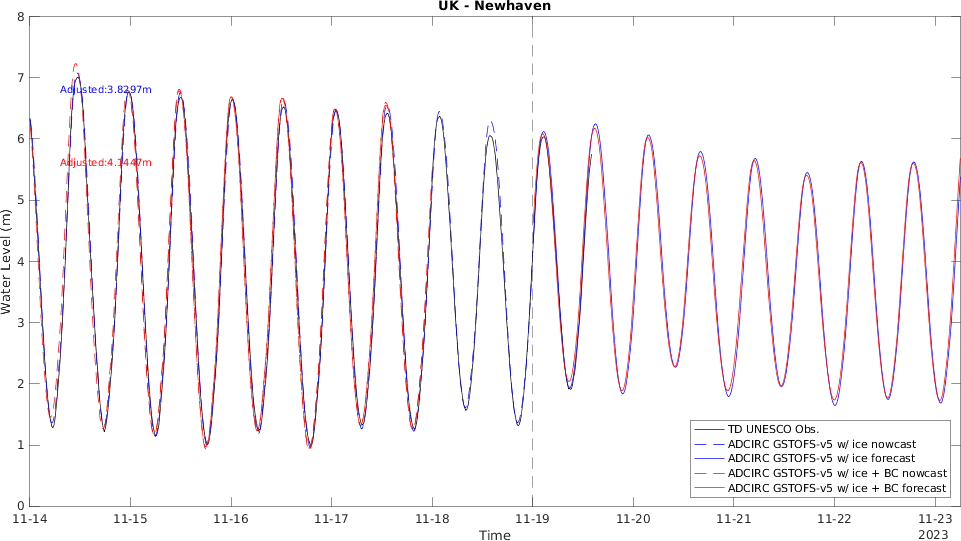 UK - Newhaven
8
7
6
5
4
3
2
1
0
Water Level (m)
Adjusted:3.8297m
Adjusted:4.1447m
TD UNESCO Obs.
ADCIRC GSTOFS-v5 w/ ice nowcast
ADCIRC GSTOFS-v5 w/ ice forecast
ADCIRC GSTOFS-v5 w/ ice + BC nowcast
ADCIRC GSTOFS-v5 w/ ice + BC forecast
11-14 11-15 11-16 11-17 11-18 11-19 11-20 11-21 11-22 11-23
Time
2023